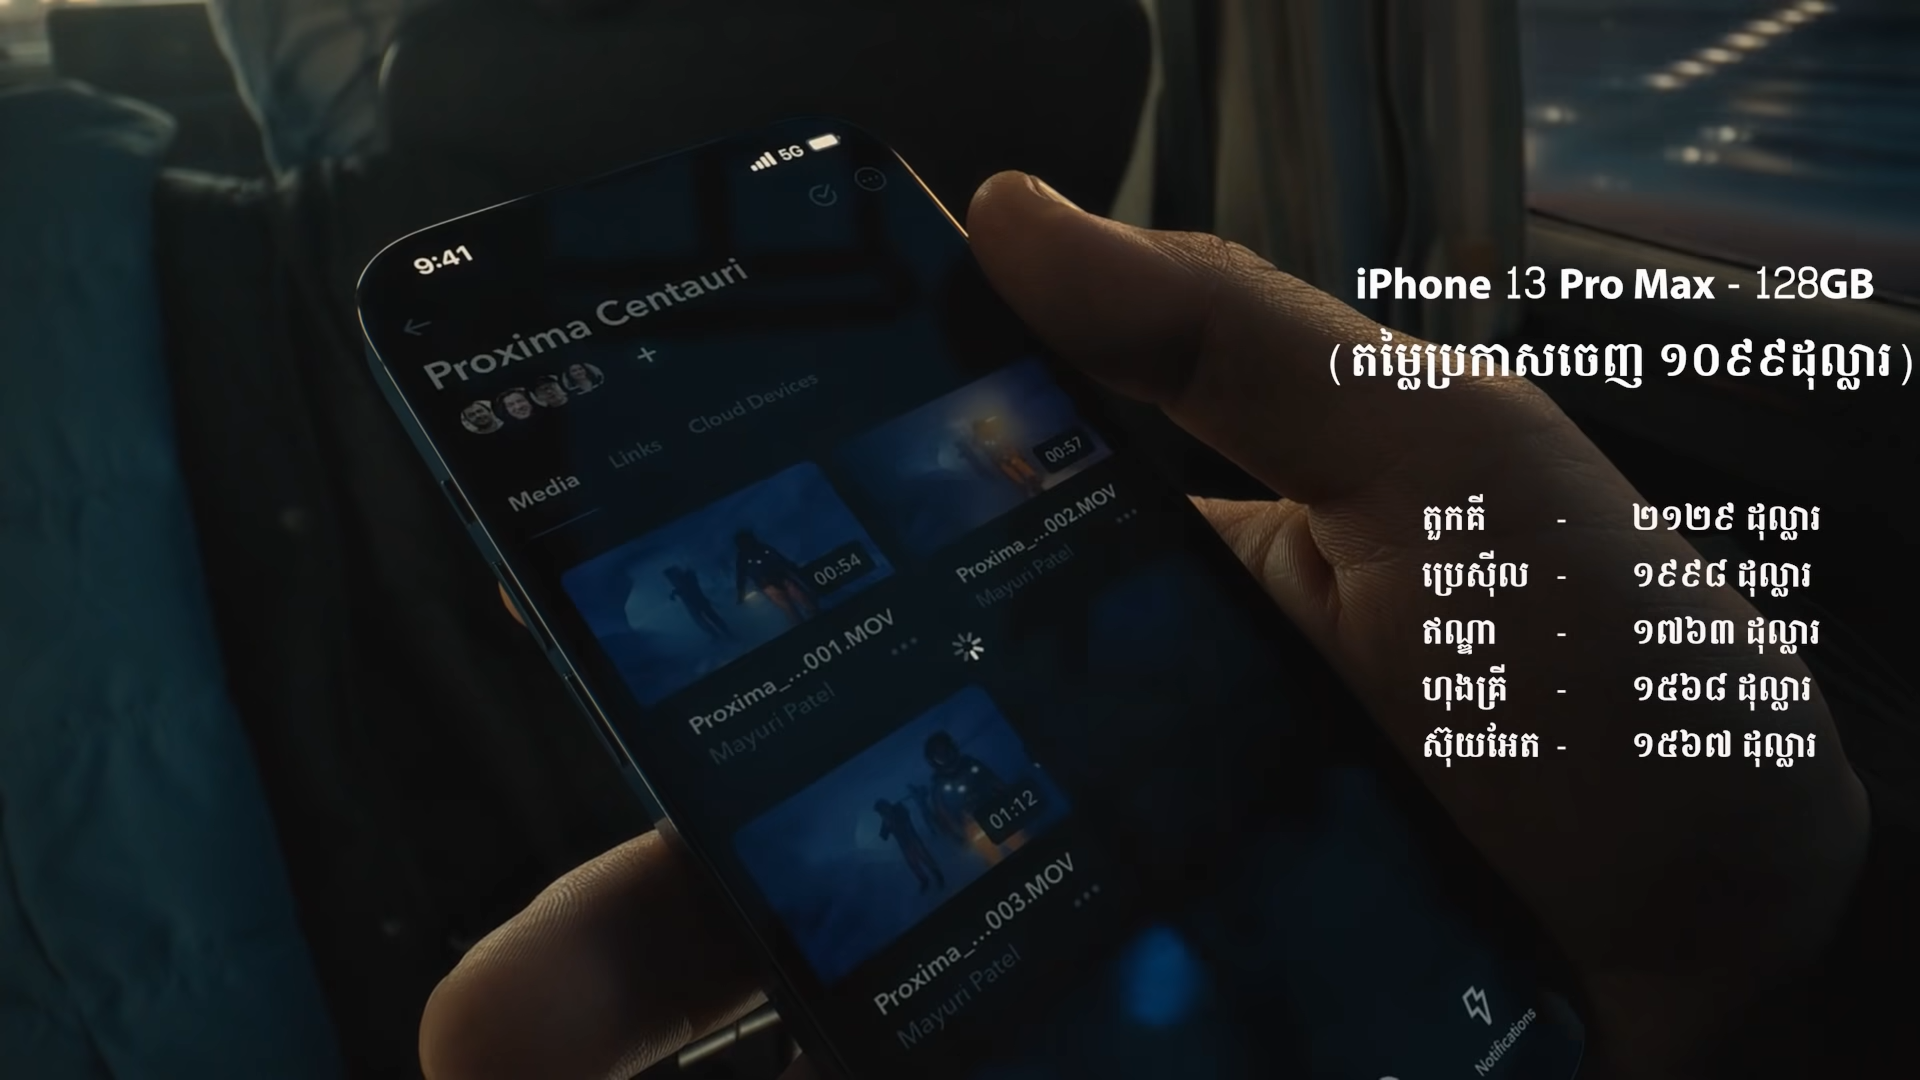 5G
9:41
Proxima Centauri
Media Links Cloud Devices
00:54
00:57
Proxima_...001.MOV
Mayuri Patel
Proxima_...002.MOV
Mayuri Patel
01:12
Proxima_...003.MOV
Mayuri Patel
Notifications
iPhone 13 Pro Max - 128GB
( តម្លៃប្រកាសចេញ ១០៩៩ដុល្លារ )
តួកគី - ២១២៩ ដុល្លារ
ប្រេស៊ីល - ១៩៩៨ ដុល្លារ
ឥណ្ឌា - ១៧៦៣ ដុល្លារ
ហុងគ្រី - ១៥៦៨ ដុល្លារ
ស៊ុយអែត - ១៥៦៧ ដុល្លារ